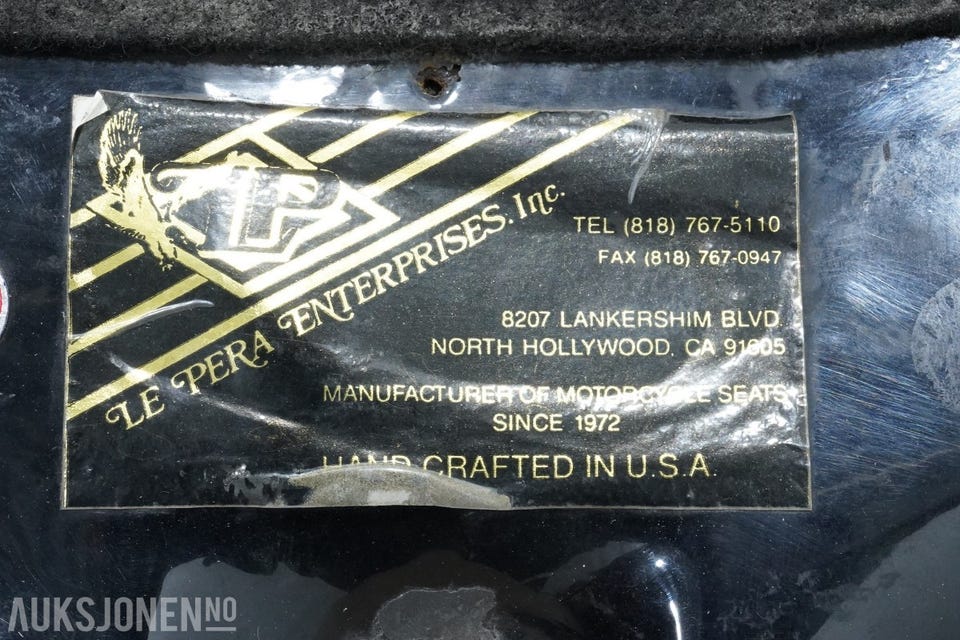 LP
LE PERA ENTERPRISES. Inc.
TEL (818) 767-5110
FAX (818) 767-0947
8207 LANKERSHIM BLVD.
NORTH HOLLYWOOD, CA 91605
MANUFACTURER OF MOTORCYCLE SEATS
SINCE 1972
HAND CRAFTED IN U.S.A.
AUKSJONEN.NO